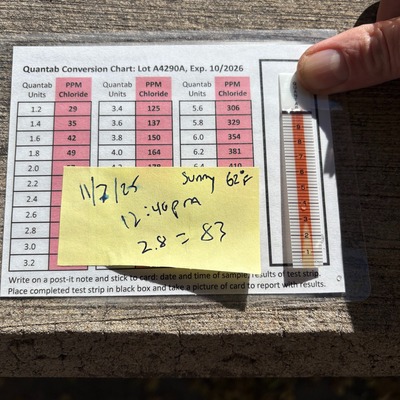 Quantab Conversion Chart: Lot A4290A, Exp. 10/2026
Quantab Units PPM Chloride Quantab Units PPM Chloride Quantab Units PPM Chloride
1.2 29 3.4 125 5.6 306
1.4 35 3.6 137 5.8 329
1.6 42 3.8 150 6.0 354
1.8 49 4.0 164 6.2 381
2.0
2.2
2.4
2.6
2.8
3.0
3.2
Sunny 62°F
12:40pm
2.8 = 83
Write on a post-it note and stick to card: date and time of sample, results of test strip.
Place completed test strip in black box and take a picture of card to report with results.